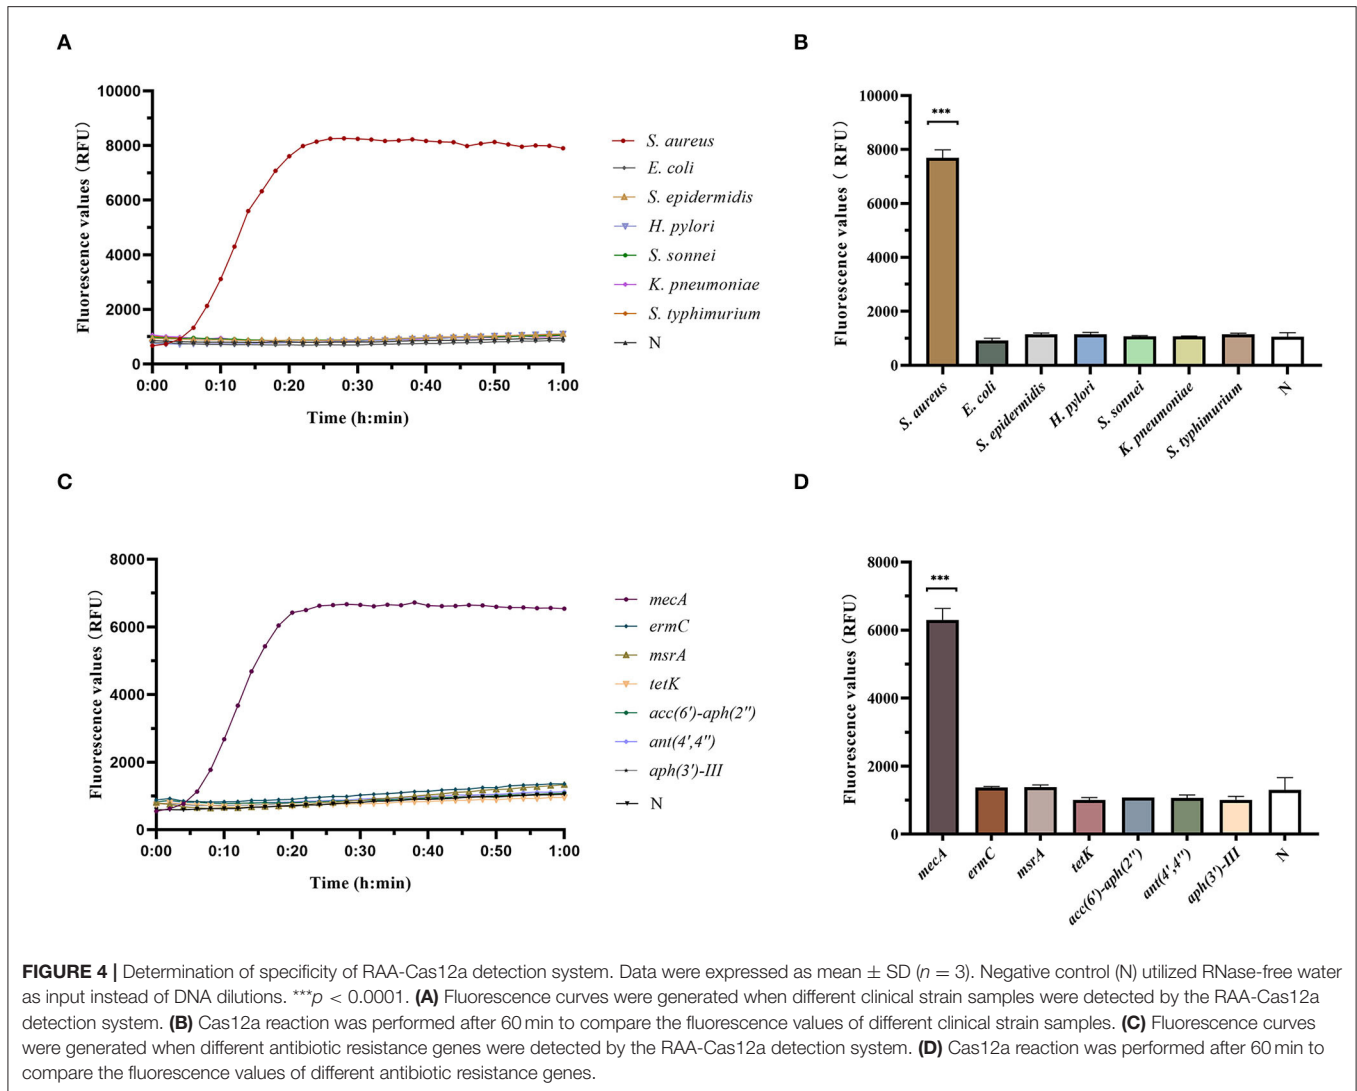 A
10000
8000
6000
4000
2000
0
Fluorescence values (RFU)
0:00 0:10 0:20 0:30 0:40 0:50 1:00
Time (h:min)
S. aureus
E. coli
S. epidermidis
H. pylori
S. sonnei
K. pneumoniae
S. typhimurium
N
B
10000
8000
6000
4000
2000
0
Fluorescence values ( RFU)
***
S. aureus
E. coli
S. epidermidis
H. pylori
S. sonnei
K. pneumoniae
S. typhimurium
N
C
8000
6000
4000
2000
0
Fluorescence values (RFU)
0:00 0:10 0:20 0:30 0:40 0:50 1:00
Time (h:min)
mecA
ermC
msrA
tetK
acc(6')-aph(2'')
ant(4',4'')
aph(3')-III
N
D
8000
6000
4000
2000
0
Fluorescence values (RFU)
***
mecA
ermC
msrA
tetK
acc(6')-aph(2'')
ant(4',4'')
aph(3')-III
N
FIGURE 4 | Determination of specificity of RAA-Cas12a detection system. Data were expressed as mean ± SD (n = 3). Negative control (N) utilized RNase-free water
as input instead of DNA dilutions. ***p < 0.0001. (A) Fluorescence curves were generated when different clinical strain samples were detected by the RAA-Cas12a
detection system. (B) Cas12a reaction was performed after 60 min to compare the fluorescence values of different clinical strain samples. (C) Fluorescence curves
were generated when different antibiotic resistance genes were detected by the RAA-Cas12a detection system. (D) Cas12a reaction was performed after 60 min to
compare the fluorescence values of different antibiotic resistance genes.